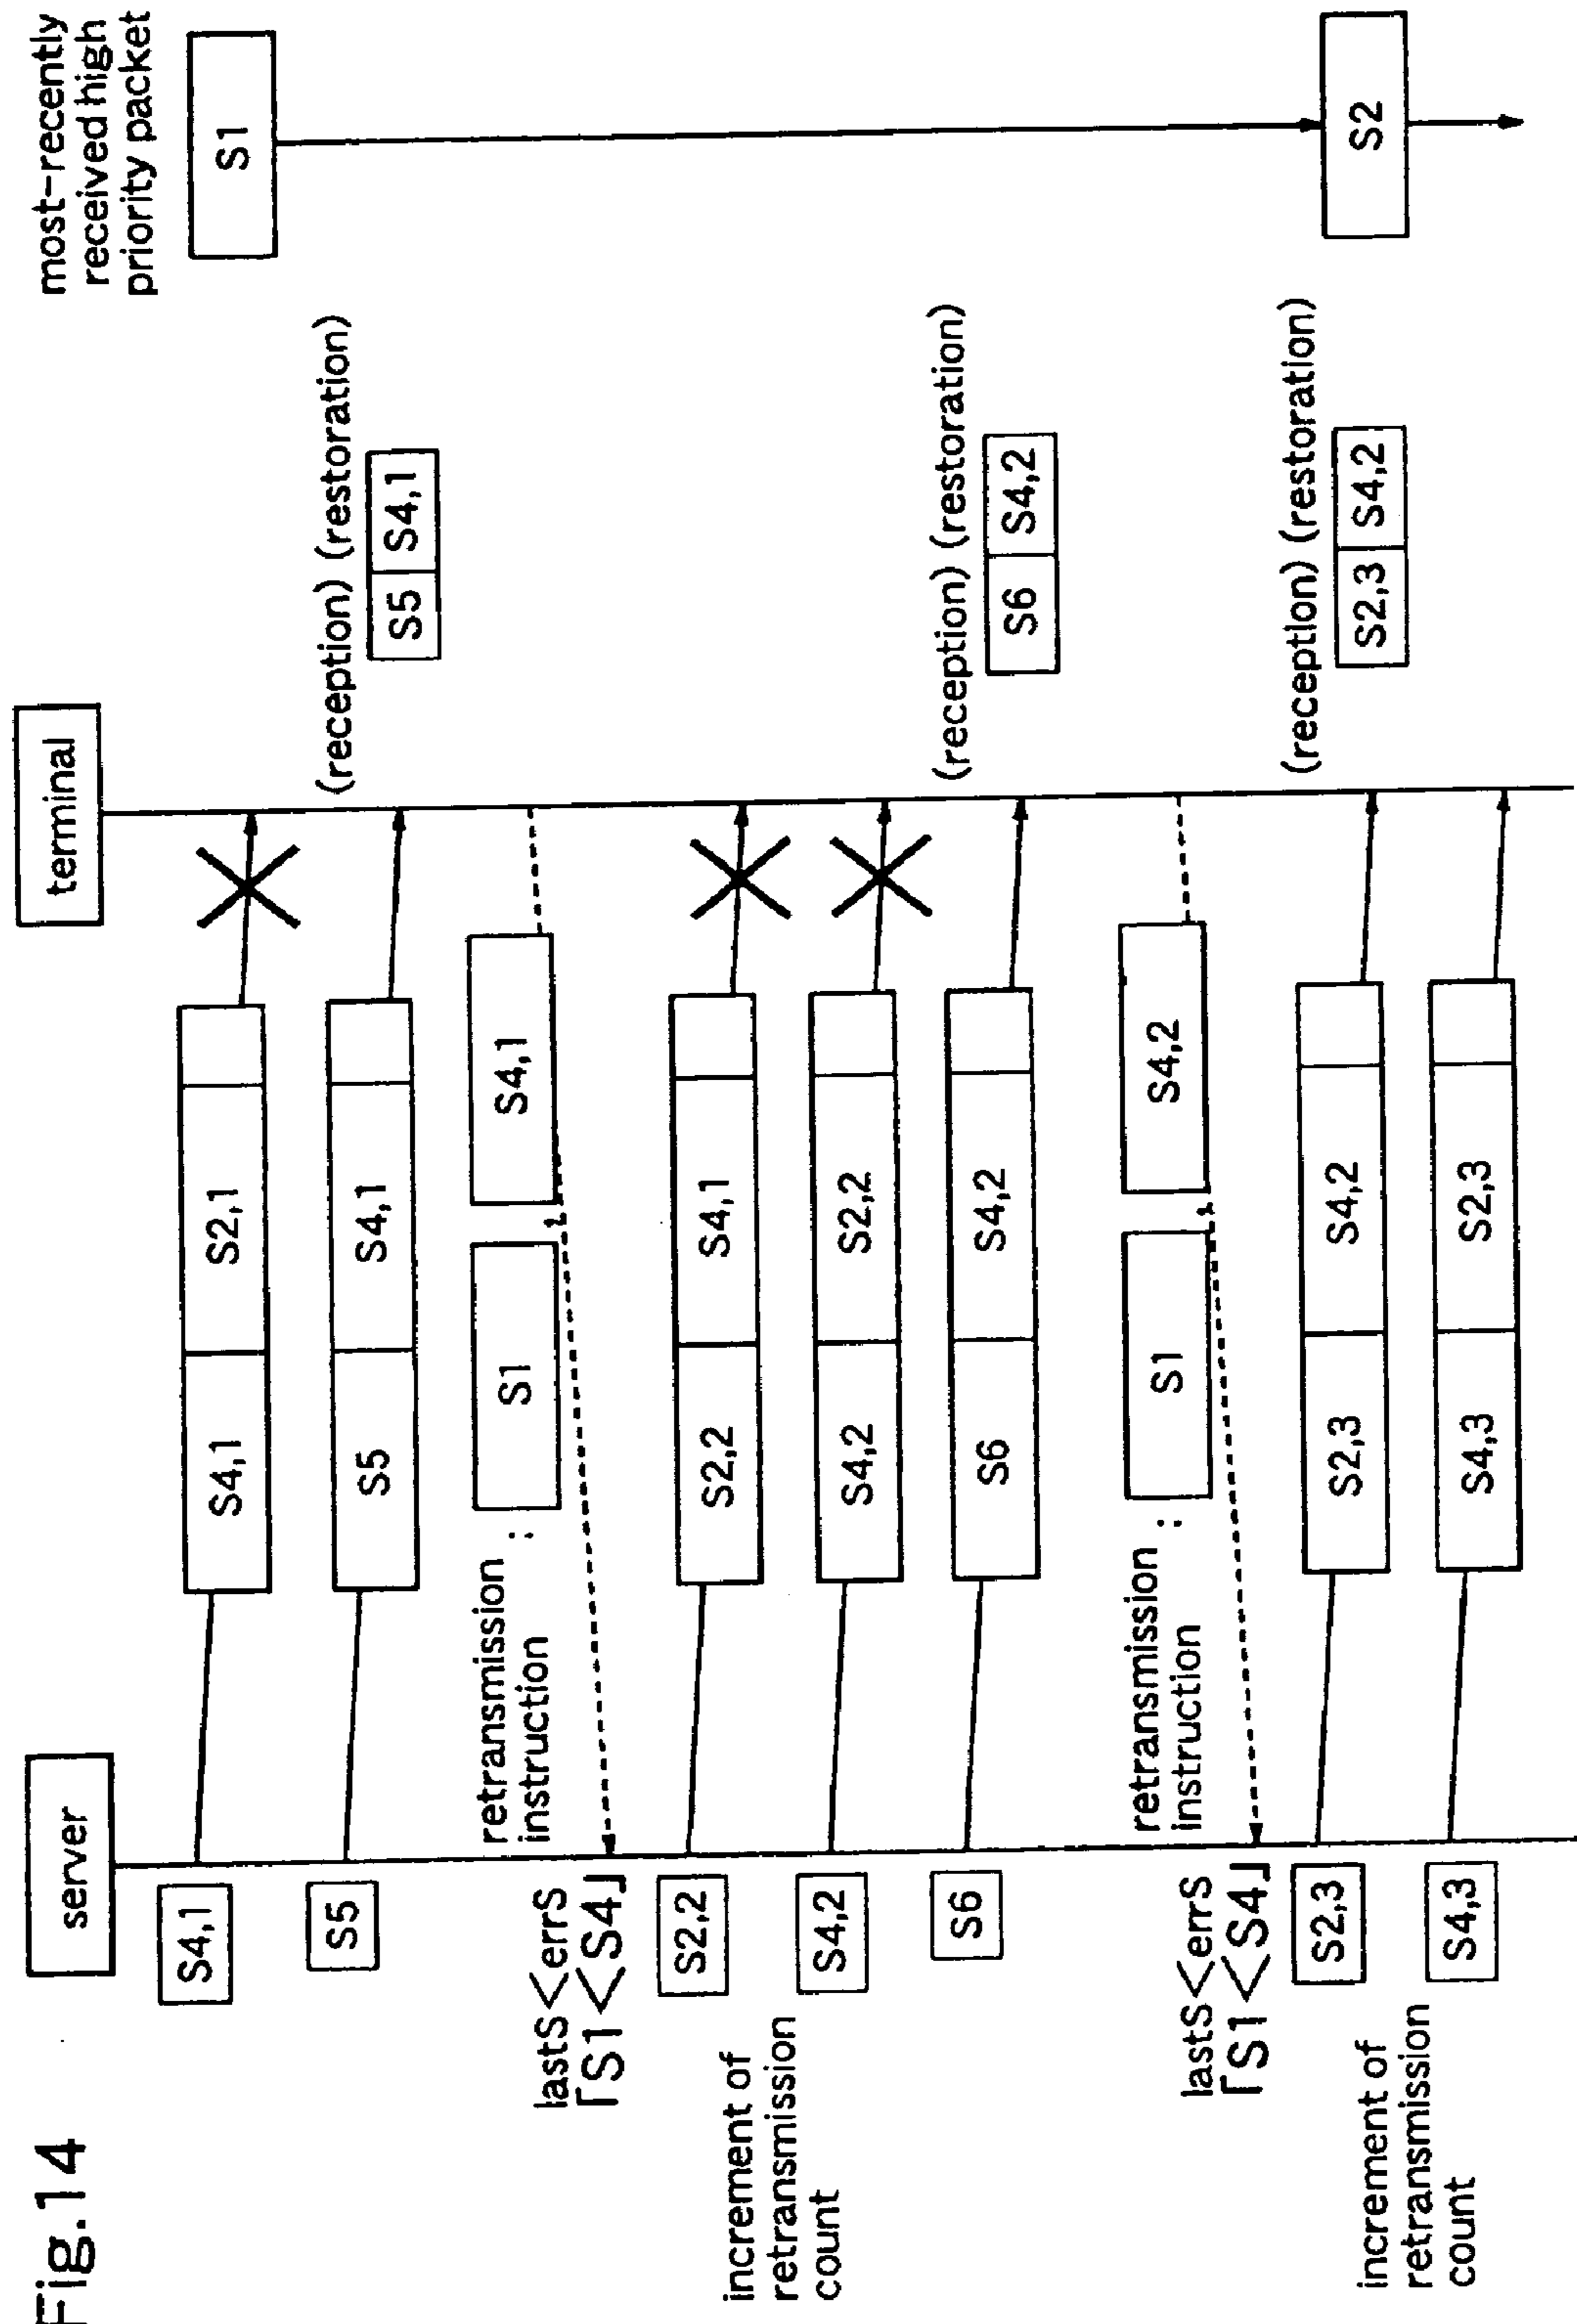 Fig.14
server
terminal
most-recently
received high
priority packet
S4,1
S4,1 S2,1
S1
S5
S5 S4,1
(reception) (restoration)
S5 S4,1
retransmission
instruction
:
S1
,
S4,1
lastS<errS
「S1<S4」
increment of
retransmission
count
S2,2
S2,2 S4,1
S4,2
S4,2 S2,2
S6
S6 S4,2
(reception) (restoration)
S6 S4,2
retransmission
instruction
:
S1
,
S4,2
lastS<errS
「S1<S4」
increment of
retransmission
count
S2,3
S2,3 S4,2
(reception) (restoration)
S2,3 S4,2
S2
S4,3
S4,3 S2,3